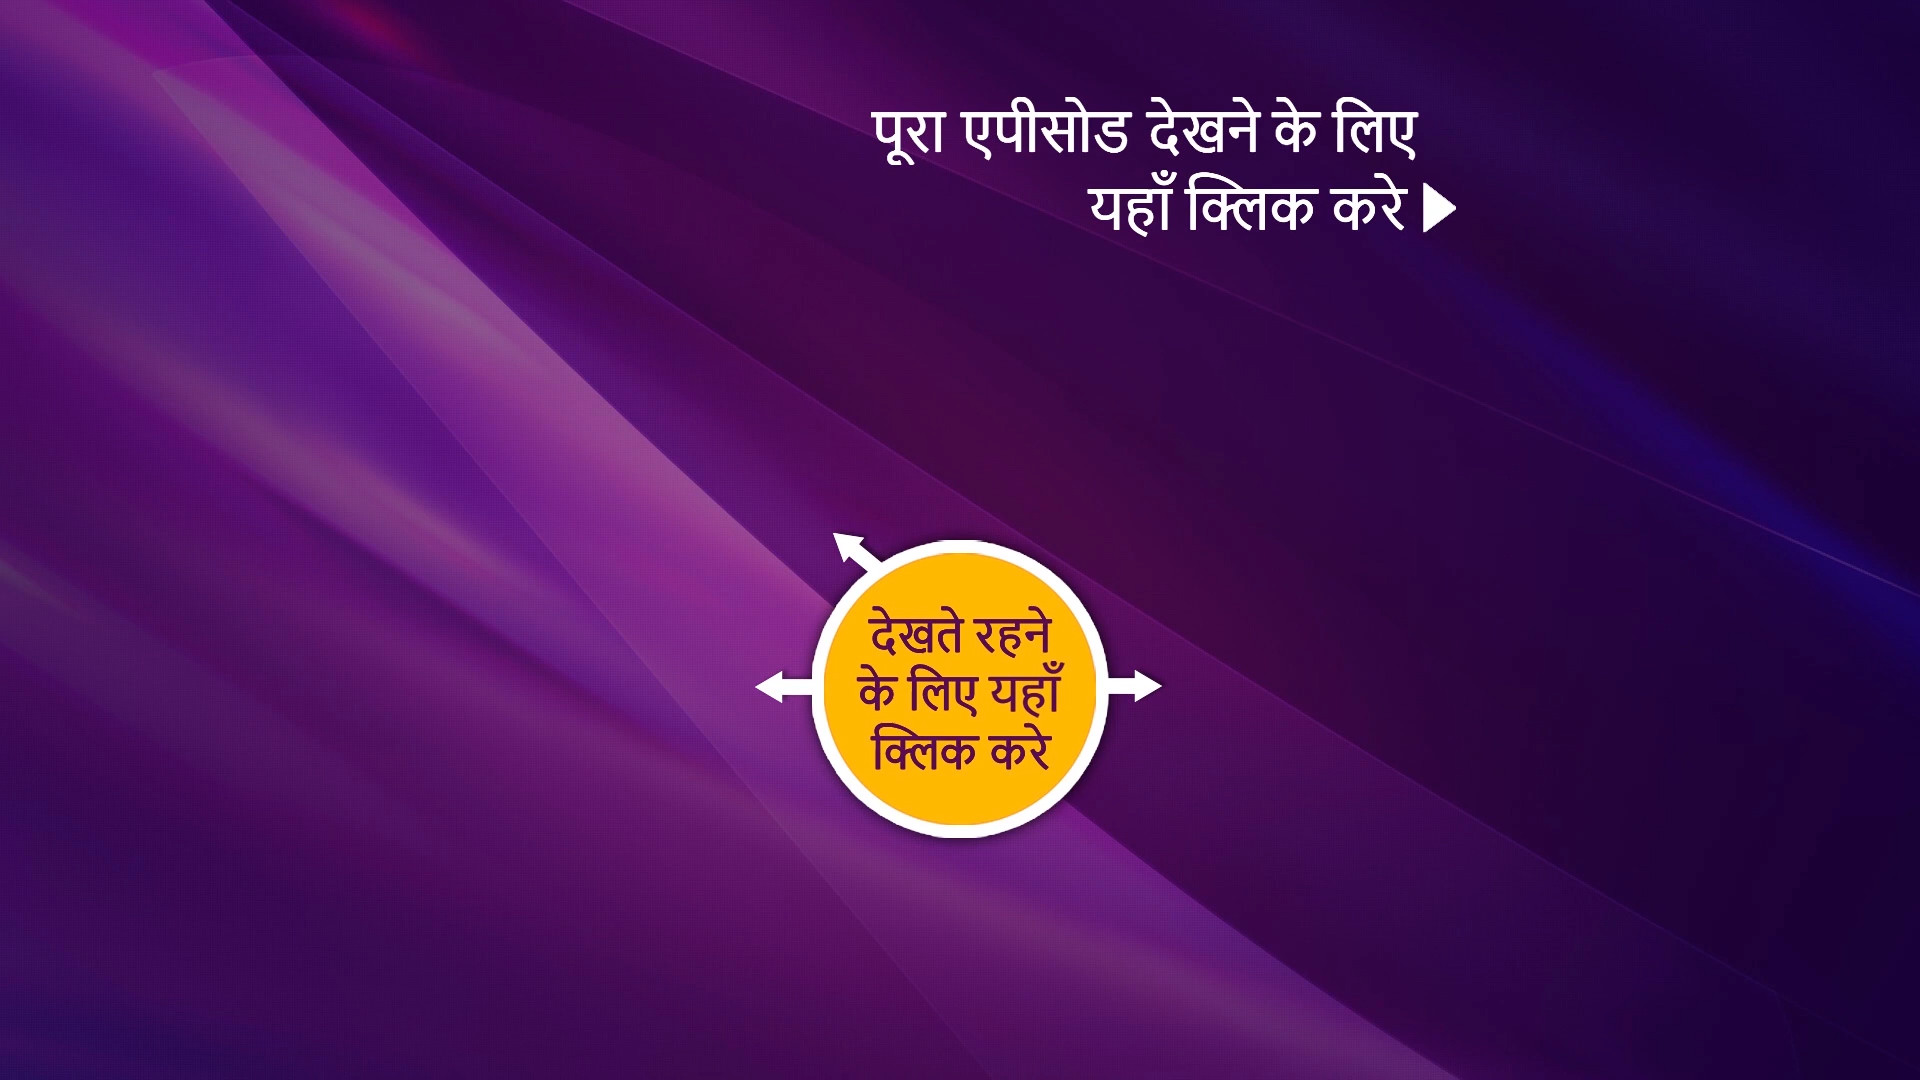 पूरा एपीसोड देखने के लिए
यहाँ क्लिक करे
देखते रहने
के लिए यहाँ
क्लिक करे